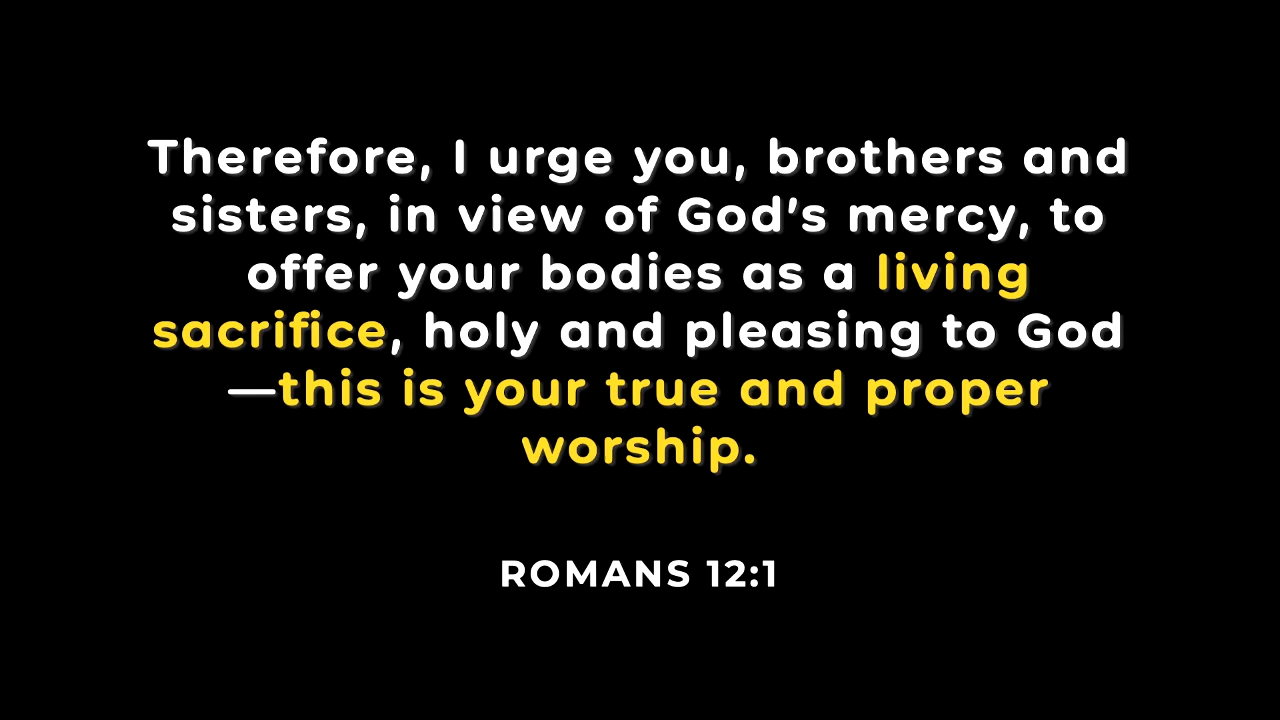 Therefore, I urge you, brothers and
sisters, in view of God's mercy, to
offer your bodies as a living
sacrifice, holy and pleasing to God
—this is your true and proper
worship.
ROMANS 12:1